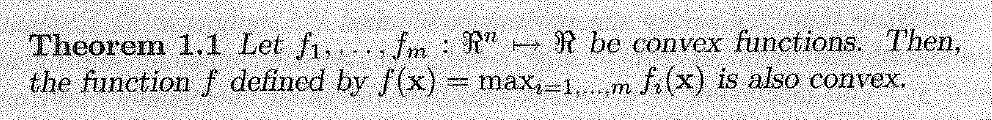 Theorem 1.1 Let f₁, . . . , fₘ : ℜⁿ ↦ ℜ be convex functions. Then,
the function f defined by f(x) = maxᵢ₌₁,...,ₘ fᵢ(x) is also convex.